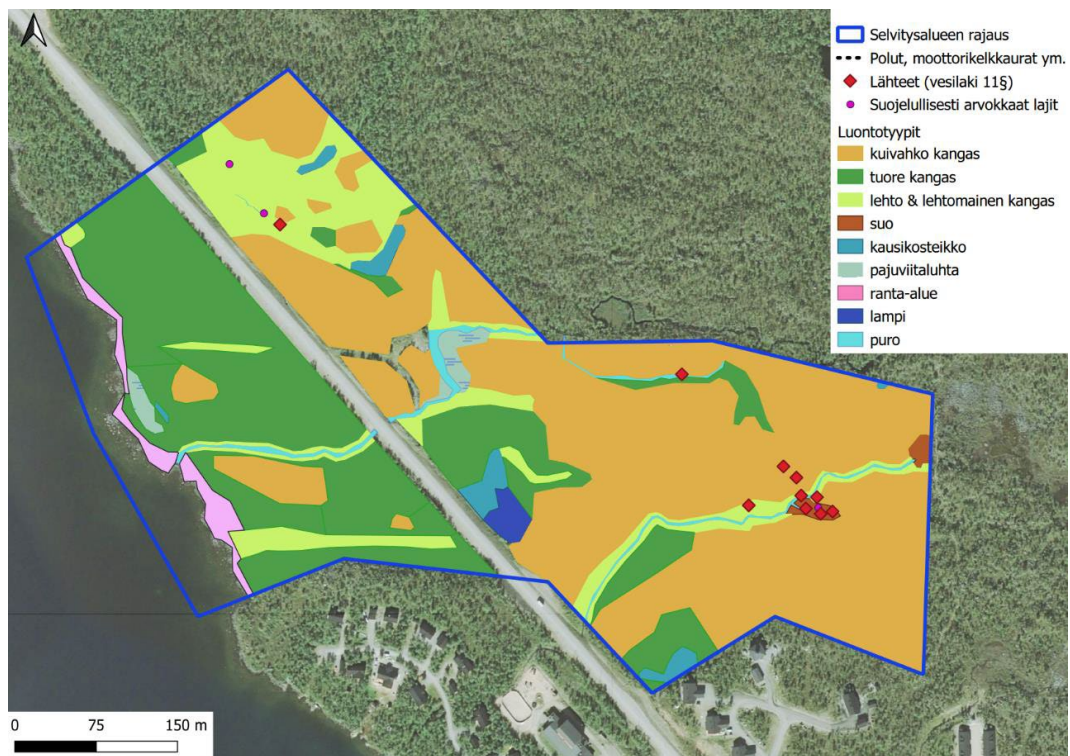 Selvitysalueen rajaus
Polut, moottorikelkkaurat ym.
Lähteet (vesilaki 11§)
Suojelullisesti arvokkaat lajit
Luontotyypit
kuivahko kangas
tuore kangas
lehto & lehtomainen kangas
suo
kausikosteikko
pajuviitaluhta
ranta-alue
lampi
puro
0 75 150 m